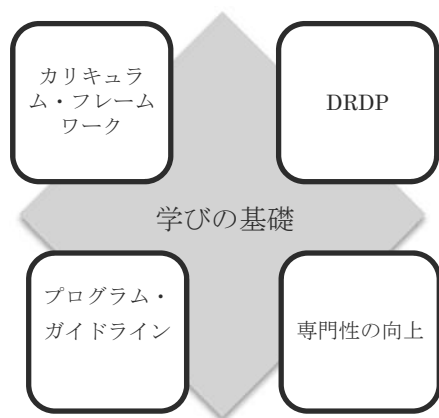 カリキュラ
ム・フレーム
ワーク
DRDP
学びの基礎
プログラム・
ガイドライン
専門性の向上